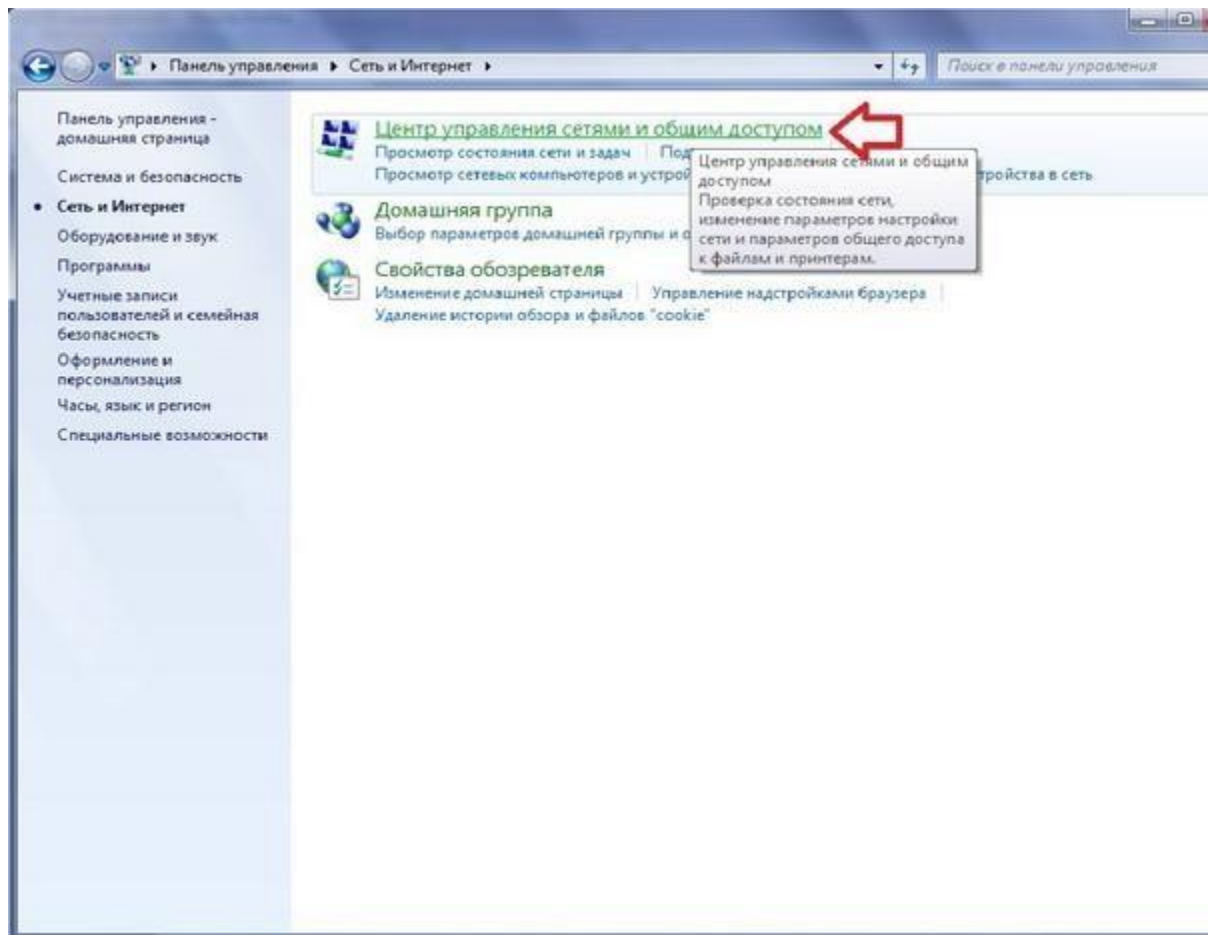 Панель управления ▸ Сеть и Интернет ▸
Поиск в панели управления
Панель управления -
домашняя страница
Система и безопасность
Сеть и Интернет
Оборудование и звук
Программы
Учетные записи
пользователей и семейная
безопасность
Оформление и
персонализация
Часы, язык и регион
Специальные возможности
Центр управления сетями и общим доступом
Просмотр состояния сети и задач
Просмотр сетевых компьютеров и
в сеть
Центр управления сетями и общим
доступом
Проверка состояния сети,
изменение параметров настройки
сети и параметров общего доступа
к файлам и принтерам.
Домашняя группа
Выбор параметров домашней группы и
Свойства обозревателя
Изменение домашней страницы Управление надстройками браузера
Удаление истории обзора и файлов "cookie"